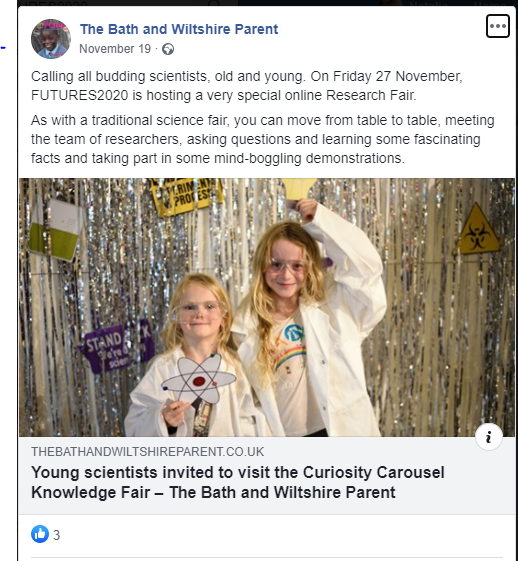 The Bath and Wiltshire Parent
November 19 ·
Calling all budding scientists, old and young. On Friday 27 November,
FUTURES2020 is hosting a very special online Research Fair.
As with a traditional science fair, you can move from table to table, meeting
the team of researchers, asking questions and learning some fascinating
facts and taking part in some mind-boggling demonstrations.
STAND
We're
THEBATHANDWILTSHIREPARENT.CO.UK
Young scientists invited to visit the Curiosity Carousel
Knowledge Fair – The Bath and Wiltshire Parent
3